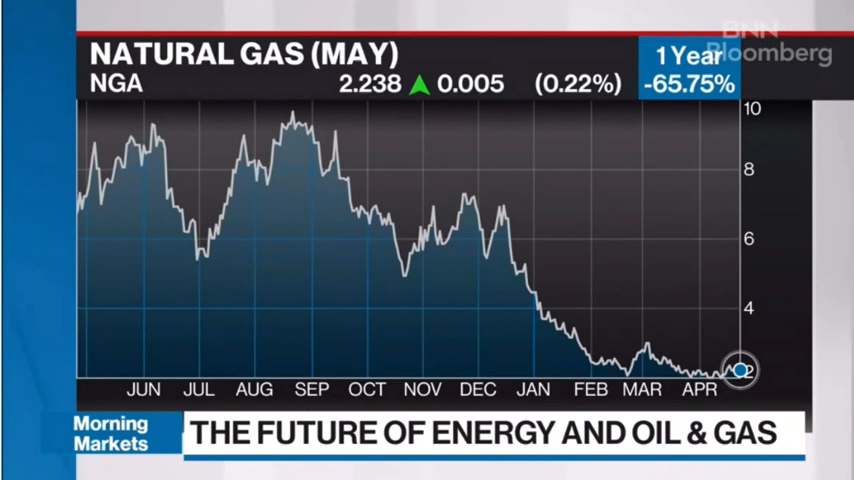 BNN
Bloomberg
NATURAL GAS (MAY)
NGA 2.238 0.005 (0.22%)
1 Year
-65.75%
10
8
6
4
2
JUN JUL AUG SEP OCT NOV DEC JAN FEB MAR APR
Morning
Markets
THE FUTURE OF ENERGY AND OIL & GAS